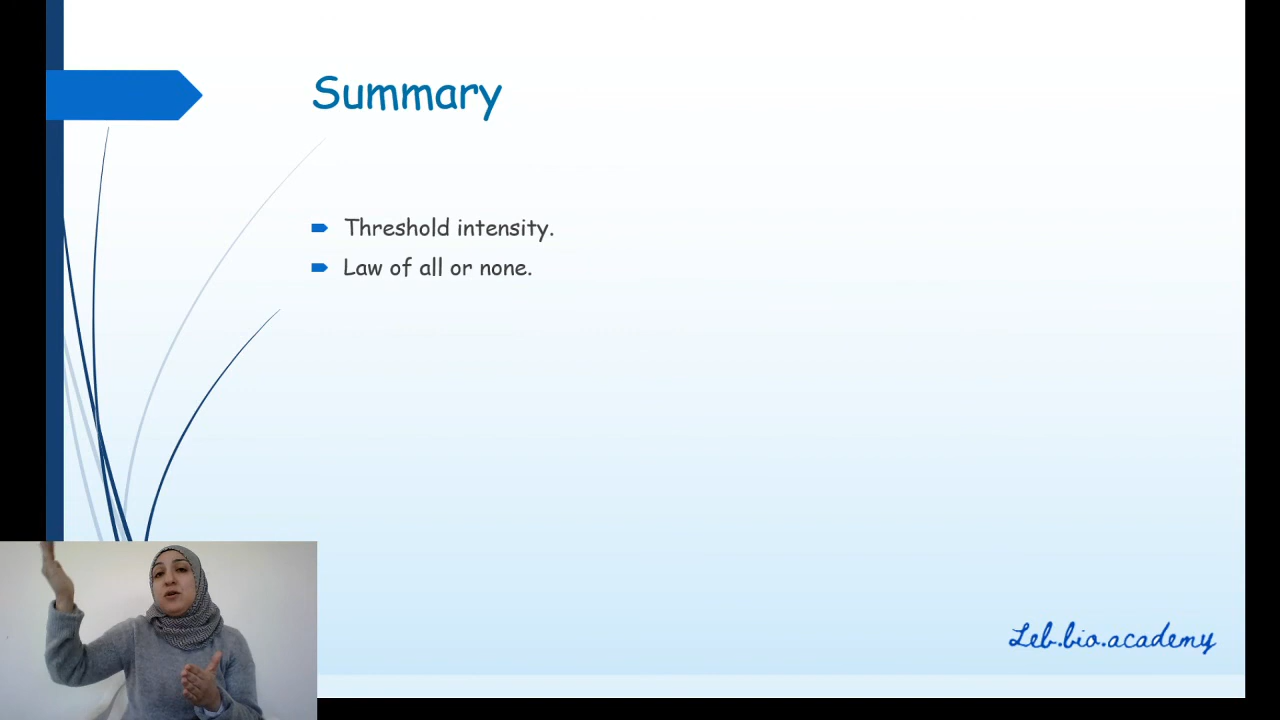 Summary
Threshold intensity.
Law of all or none.
Leb.bio.academy